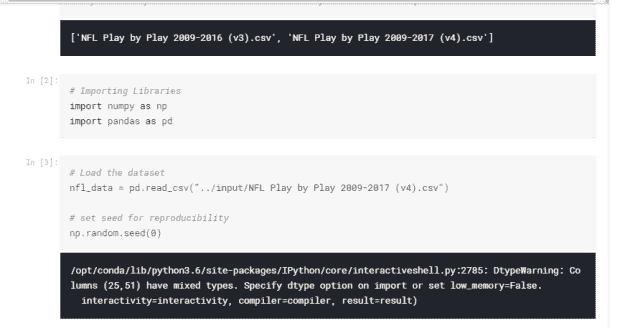 ['NFL Play by Play 2009-2016 (v3).csv', 'NFL Play by Play 2009-2017 (v4).csv']
In [2]:
# Importing Libraries
import numpy as np
import pandas as pd
In [3]:
# Load the dataset
nfl_data = pd.read_csv("../input/NFL Play by Play 2009-2017 (v4).csv")
# set seed for reproducibility
np.random.seed(0)
/opt/conda/lib/python3.6/site-packages/IPython/core/interactiveshell.py:2785: DtypeWarning: Co
lumns (25,51) have mixed types. Specify dtype option on import or set low_memory=False.
interactivity=interactivity, compiler=compiler, result=result)